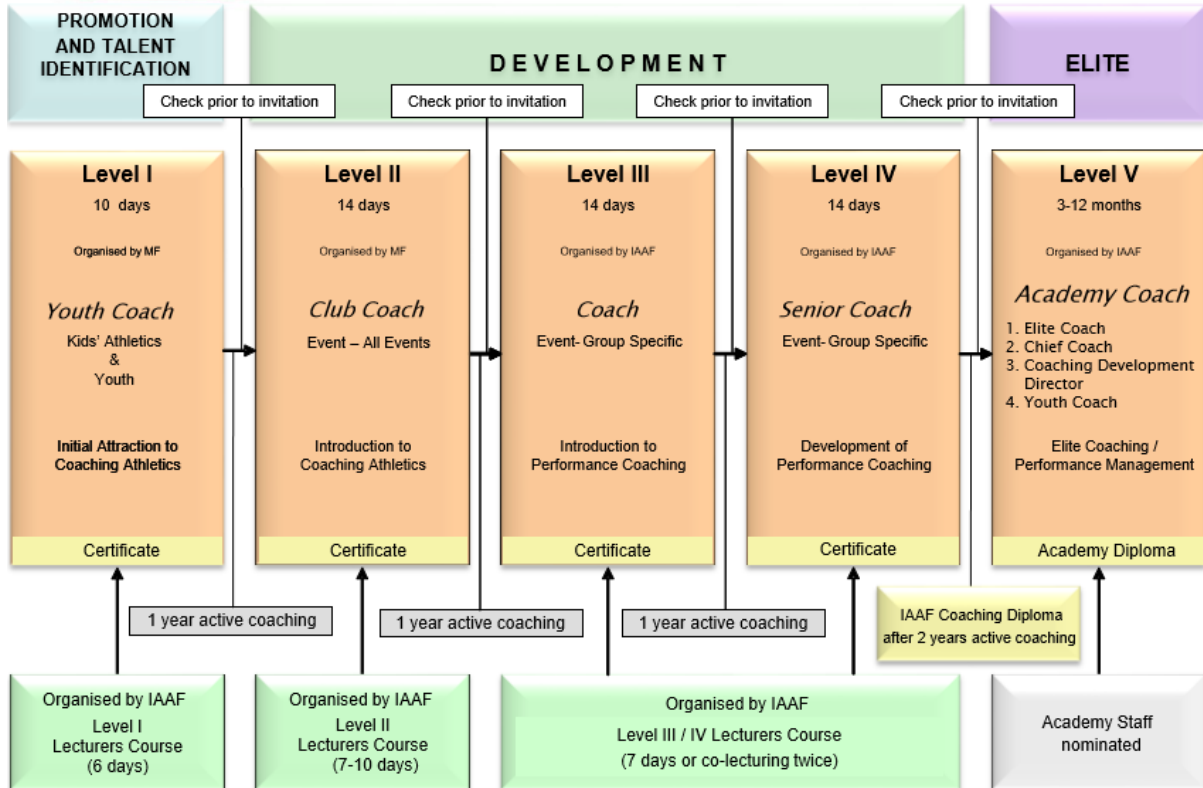 PROMOTION
AND TALENT
IDENTIFICATION
D E V E L O P M E N T
ELITE
Check prior to invitation
Check prior to invitation
Check prior to invitation
Check prior to invitation
Level I
10 days
Organised by MF
Youth Coach
Kids' Athletics
&
Youth
Initial Attraction to
Coaching Athletics
Certificate
Level II
14 days
Organised by MF
Club Coach
Event – All Events
Introduction to
Coaching Athletics
Certificate
Level III
14 days
Organised by IAAF
Coach
Event- Group Specific
Introduction to
Performance Coaching
Certificate
Level IV
14 days
Organised by IAAF
Senior Coach
Event- Group Specific
Development of
Performance Coaching
Certificate
Level V
3-12 months
Organised by IAAF
Academy Coach
1. Elite Coach
2. Chief Coach
3. Coaching Development
Director
4. Youth Coach
Elite Coaching /
Performance Management
Academy Diploma
1 year active coaching
1 year active coaching
1 year active coaching
IAAF Coaching Diploma
after 2 years active coaching
Organised by IAAF
Level I
Lecturers Course
(6 days)
Organised by IAAF
Level II
Lecturers Course
(7-10 days)
Organised by IAAF
Level III / IV Lecturers Course
(7 days or co-lecturing twice)
Academy Staff
nominated